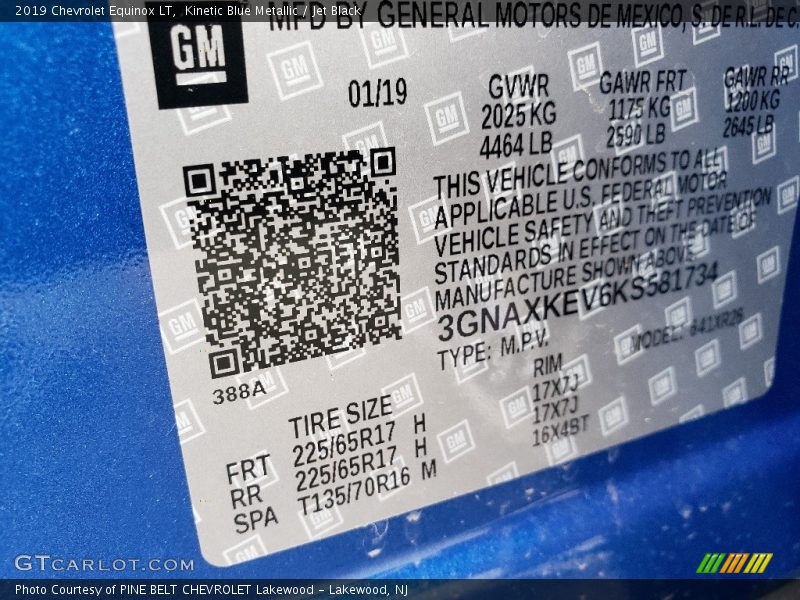 2019 Chevrolet Equinox LT, Kinetic Blue Metallic / Jet Black
MFD BY GENERAL MOTORS DE MEXICO, S. DE R.L. DE C.
GM
01/19
GVWR GAWR FRT GAWR RR
2025 KG 1175 KG 1200 KG
4464 LB 2590 LB 2645 LB
THIS VEHICLE CONFORMS TO ALL
APPLICABLE U.S. FEDERAL MOTOR
VEHICLE SAFETY AND THEFT PREVENTION
STANDARDS IN EFFECT ON THE DATE OF
MANUFACTURE SHOWN ABOVE
3GNAXKEV6KS581734
TYPE: M.P.V. MODEL: 841XR26
388A
TIRE SIZE RIM
FRT 225/65R17 H 17X7J
RR 225/65R17 H 17X7J
SPA T135/70R16 M 16X4BT
GTCARLOT.COM
Photo Courtesy of PINE BELT CHEVROLET Lakewood - Lakewood, NJ